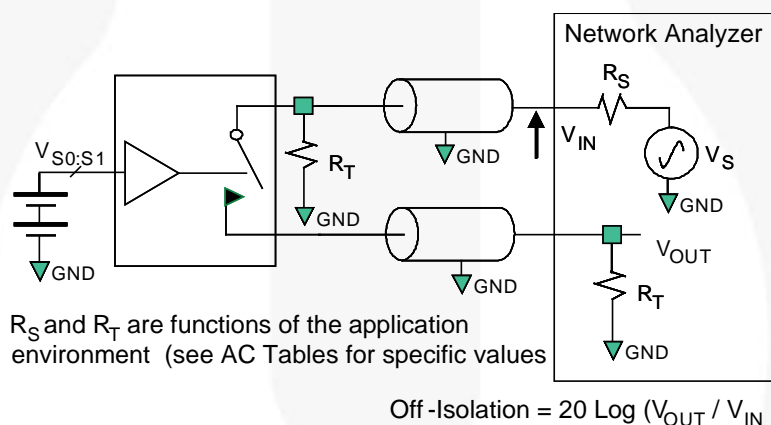 Network Analyzer
R_S
V_S0:S1
GND
V_IN
V_S
R_T
GND
GND
GND
V_OUT
GND
GND
R_T
R_S and R_T are functions of the application
environment (see AC Tables for specific values
GND
Off-Isolation = 20 Log (V_OUT / V_IN